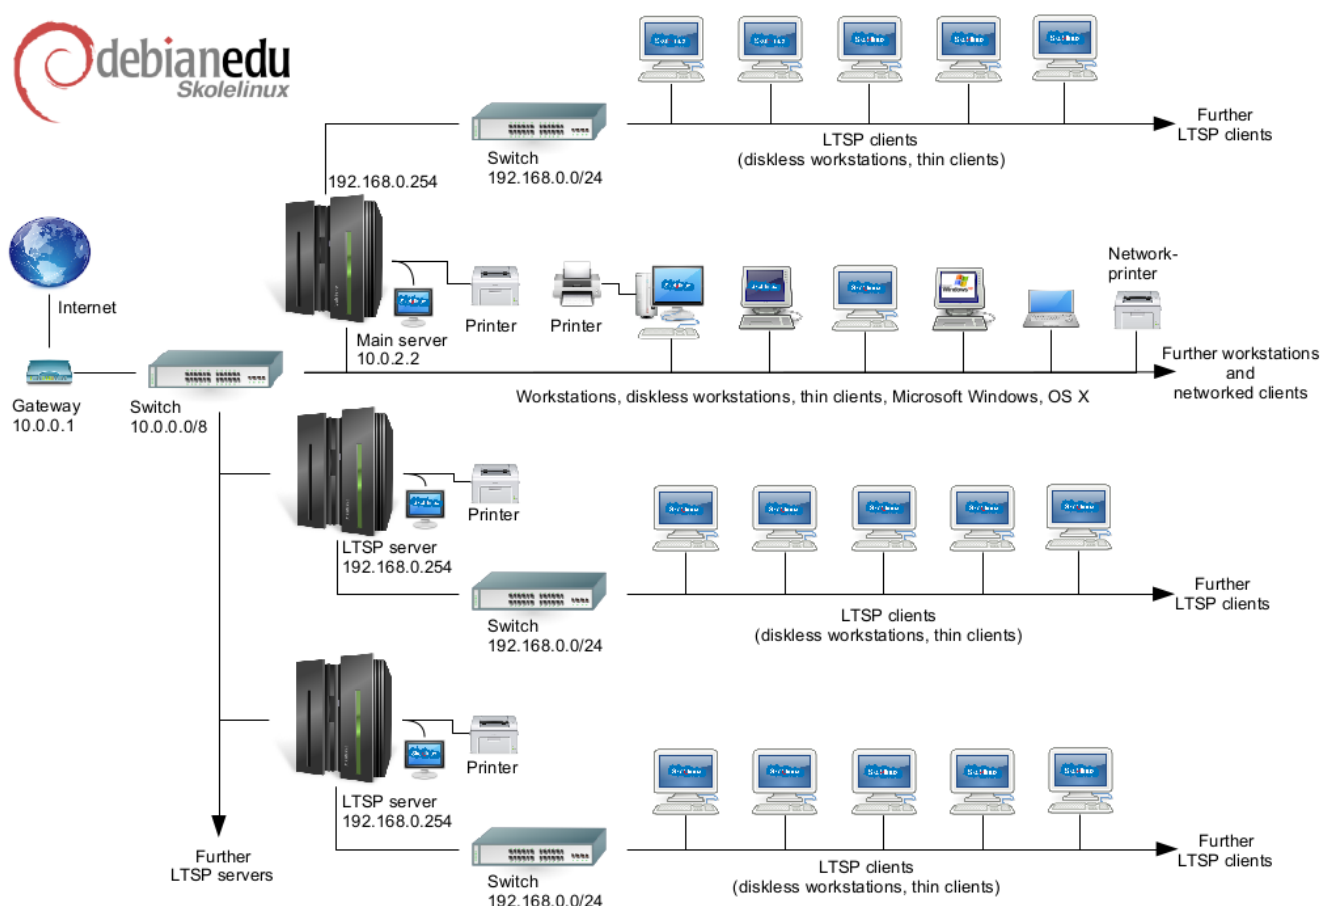 debianedu
Skolelinux
Further
LTSP clients
LTSP clients
(diskless workstations, thin clients)
Switch
192.168.0.0/24
192.168.0.254
Internet
Printer
Printer
Windows
Network-
printer
Main server
10.0.2.2
Further workstations
and
networked clients
Workstations, diskless workstations, thin clients, Microsoft Windows, OS X
Gateway
10.0.0.1
Switch
10.0.0.0/8
Printer
LTSP server
192.168.0.254
Switch
192.168.0.0/24
LTSP clients
(diskless workstations, thin clients)
Further
LTSP clients
Printer
LTSP server
192.168.0.254
Further
LTSP servers
Switch
192.168.0.0/24
LTSP clients
(diskless workstations, thin clients)
Further
LTSP clients